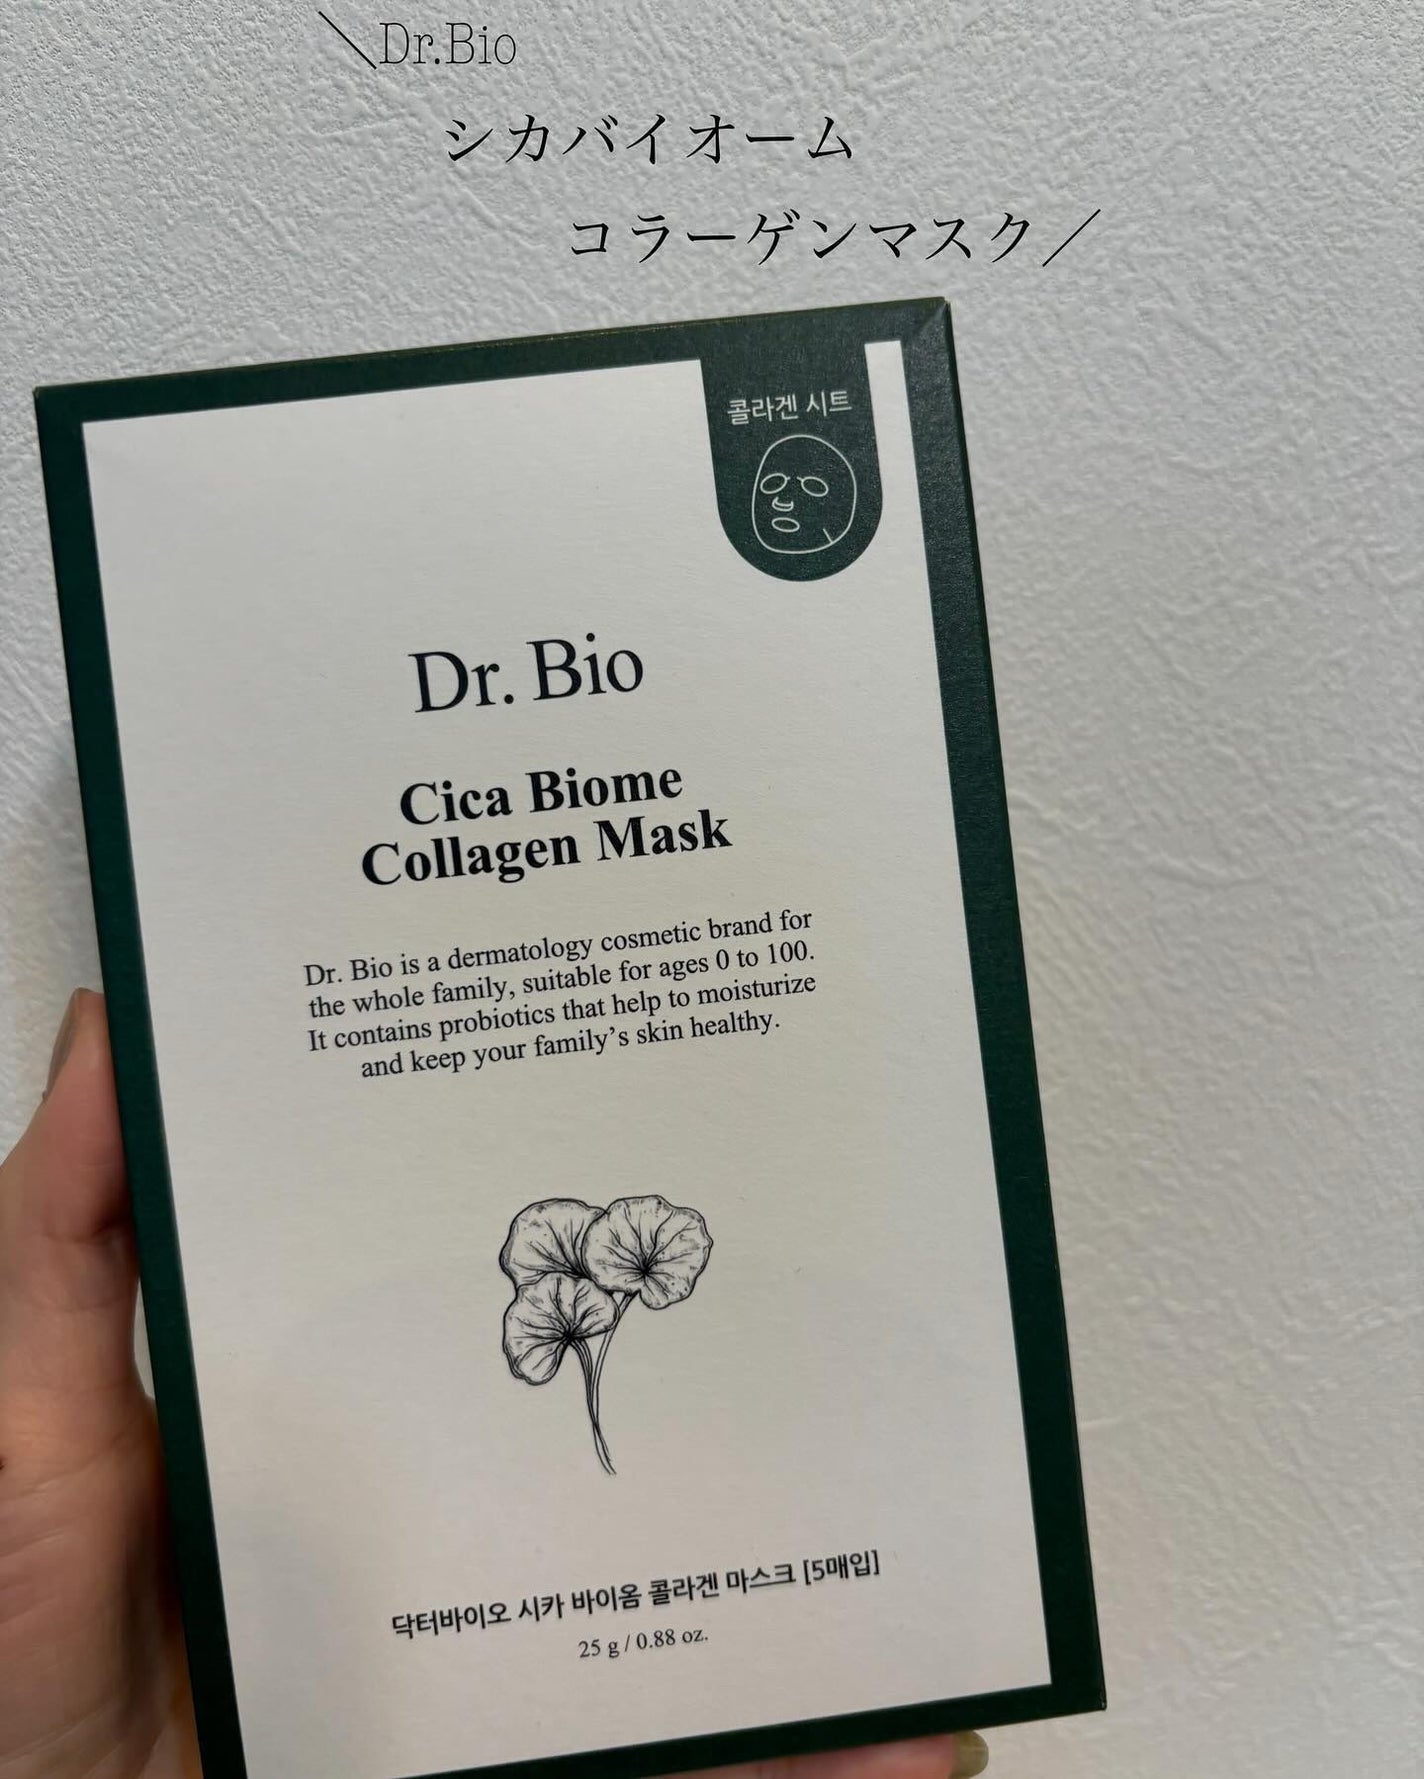 ＼Dr.Bio
シカバイオーム
コラーゲンマスク／
콜라겐 시트
Dr. Bio
Cica Biome
Collagen Mask
Dr. Bio is a dermatology cosmetic brand for
the whole family, suitable for ages 0 to 100.
It contains probiotics that help to moisturize
and keep your family’s skin healthy.
닥터바이오 시카 바이옴 콜라겐 마스크 [5매입]
25 g / 0.88 oz.